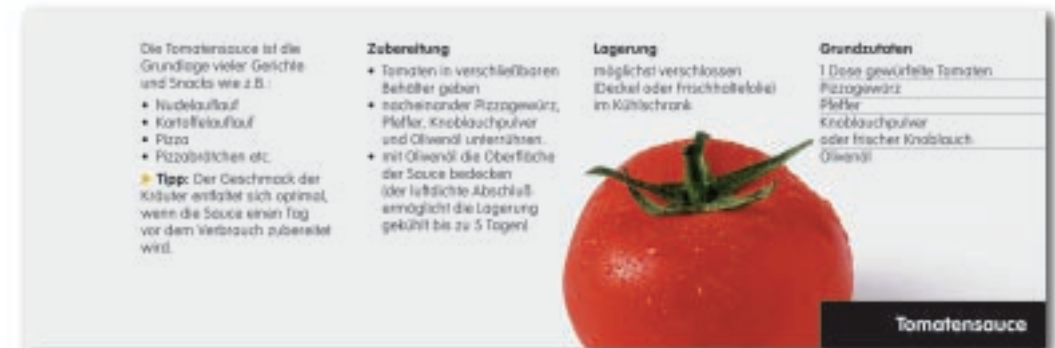 Die Tomatensauce ist die
Grundlage vieler Gerichte
und Snacks wie z.B.:
• Nudelauflauf
• Kartoffelauflauf
• Pizza
• Pizzabrötchen etc.
Tipp: Der Geschmack der
Kräuter entfaltet sich optimal,
wenn die Sauce einen Tag
vor dem Verbrauch zubereitet
wird.
Zubereitung
• Tomaten in verschließbaren
Behälter geben
• nacheinander Pizzagewürz,
Pfeffer, Knoblauchpulver
und Olivenöl unterrühren.
• mit Olivenöl die Oberfläche
der Sauce bedecken
(der luftdichte Abschluß
ermöglicht die Lagerung
gekühlt bis zu 5 Tagen)
Lagerung
möglichst verschlossen
(Deckel oder Frischhaltefolie)
im Kühlschrank
Grundzutaten
1 Dose gewürfelte Tomaten
Pizzagewürz
Pfeffer
Knoblauchpulver
oder frischer Knoblauch
Olivenöl
Tomatensauce